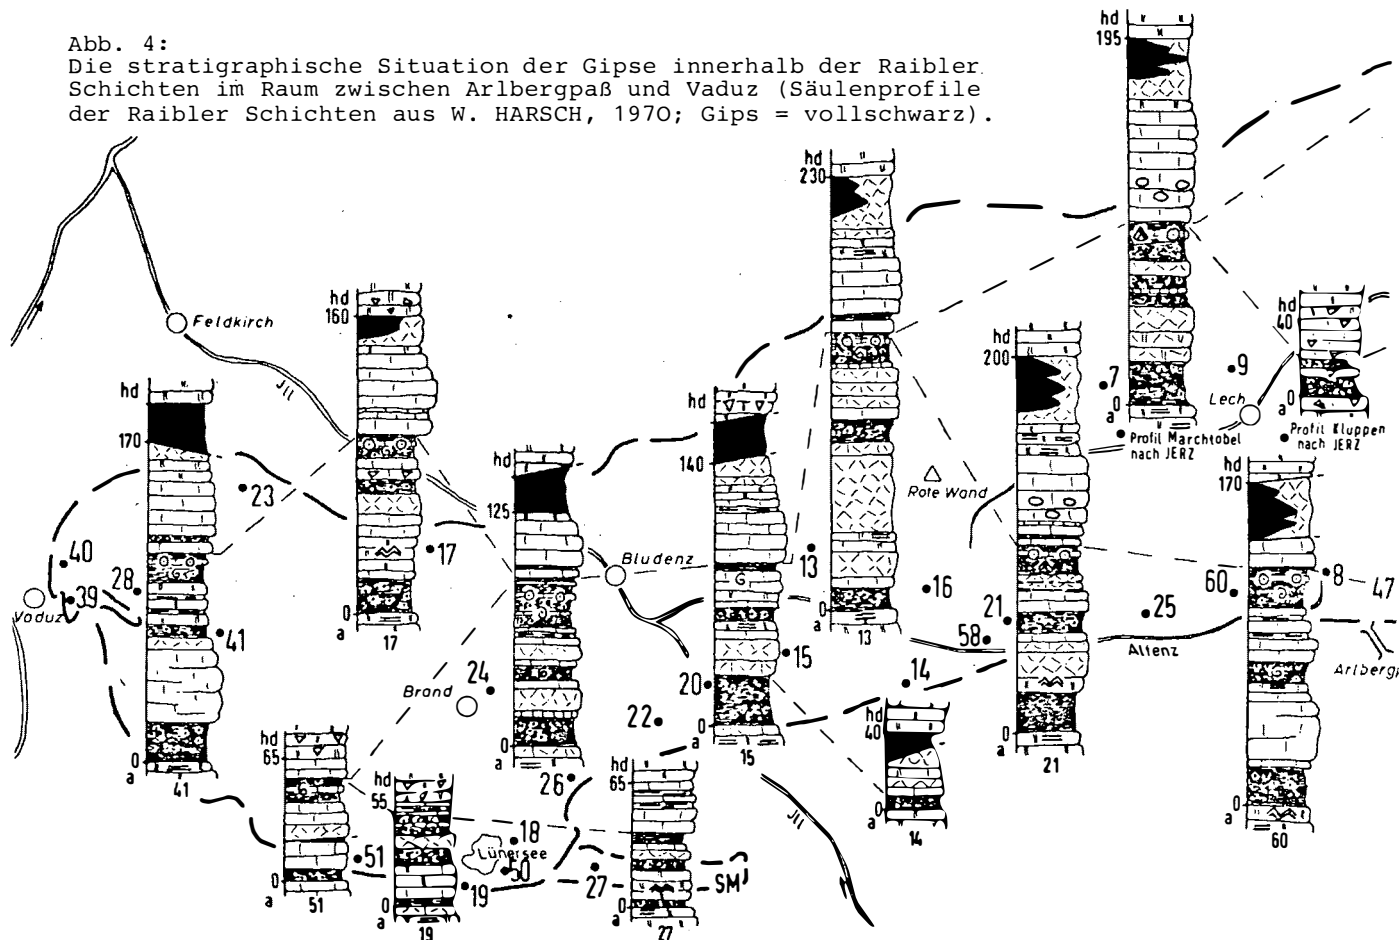 Abb. 4:
Die stratigraphische Situation der Gipse innerhalb der Raibler
Schichten im Raum zwischen Arlbergpaß und Vaduz (Säulenprofile
der Raibler Schichten aus W. HARSCH, 1970; Gips = vollschwarz).
hd
195
a
0
Profil Marchtobel
nach JERZ
hd
230
0
a
13
hd
40
0
a
Profil Kluppen
nach JERZ
Feldkirch
Jll
hd
160
0
a
17
hd
200
0
a
21
7
9
Lech
hd
170
0
a
41
hd
140
0
a
15
hd
125
0
a
Rote Wand
hd
170
0
a
60
23
17
40
39
28
Vaduz
41
Bludenz
13
16
21
58
25
60
8
47
Altenz
Arlbergp
15
14
24
Brand
20
22
26
hd
65
0
a
51
hd
55
0
a
19
hd
65
0
a
27
hd
40
0
a
14
Jll
51
18
Lünersee
50
19
27
SM